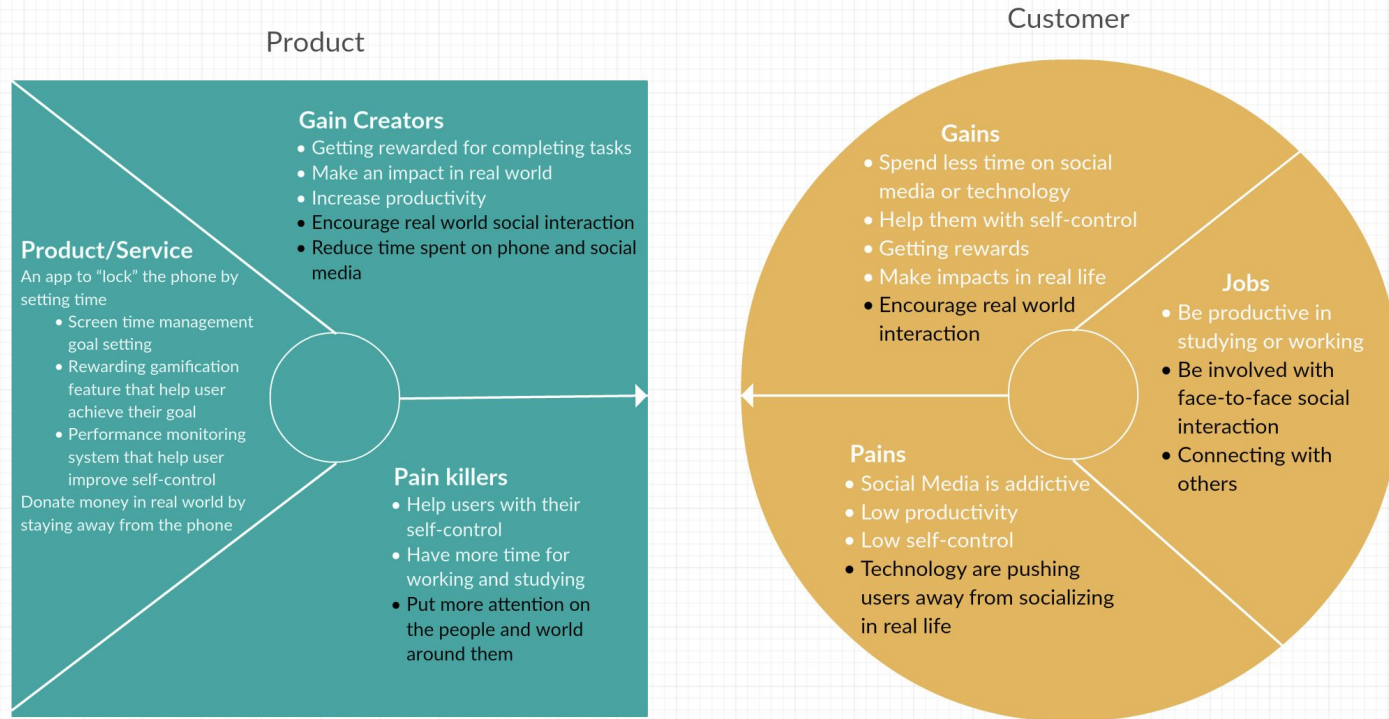 Product
Gain Creators
• Getting rewarded for completing tasks
• Make an impact in real world
• Increase productivity
• Encourage real world social interaction
• Reduce time spent on phone and social
media
Product/Service
An app to “lock” the phone by
setting time
• Screen time management
goal setting
• Rewarding gamification
feature that help user
achieve their goal
• Performance monitoring
system that help user
improve self-control
Donate money in real world by
staying away from the phone
Pain killers
• Help users with their
self-control
• Have more time for
working and studying
• Put more attention on
the people and world
around them
Customer
Gains
• Spend less time on social
media or technology
• Help them with self-control
• Getting rewards
• Make impacts in real life
• Encourage real world
interaction
Jobs
• Be productive in
studying or working
• Be involved with
face-to-face social
interaction
• Connecting with
others
Pains
• Social Media is addictive
• Low productivity
• Low self-control
• Technology are pushing
users away from socializing
in real life